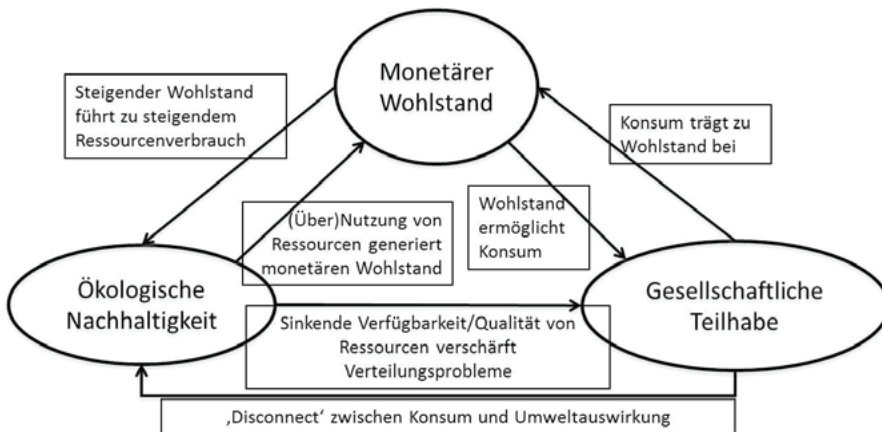 Monetärer
Wohlstand
Steigender Wohlstand
führt zu steigendem
Ressourcenverbrauch
Konsum trägt zu
Wohlstand bei
(Über)Nutzung von
Ressourcen generiert
monetären Wohlstand
Wohlstand
ermöglicht
Konsum
Ökologische
Nachhaltigkeit
Gesellschaftliche
Teilhabe
Sinkende Verfügbarkeit/Qualität von
Ressourcen verschärft
Verteilungsprobleme
‚Disconnect‘ zwischen Konsum und Umweltauswirkung